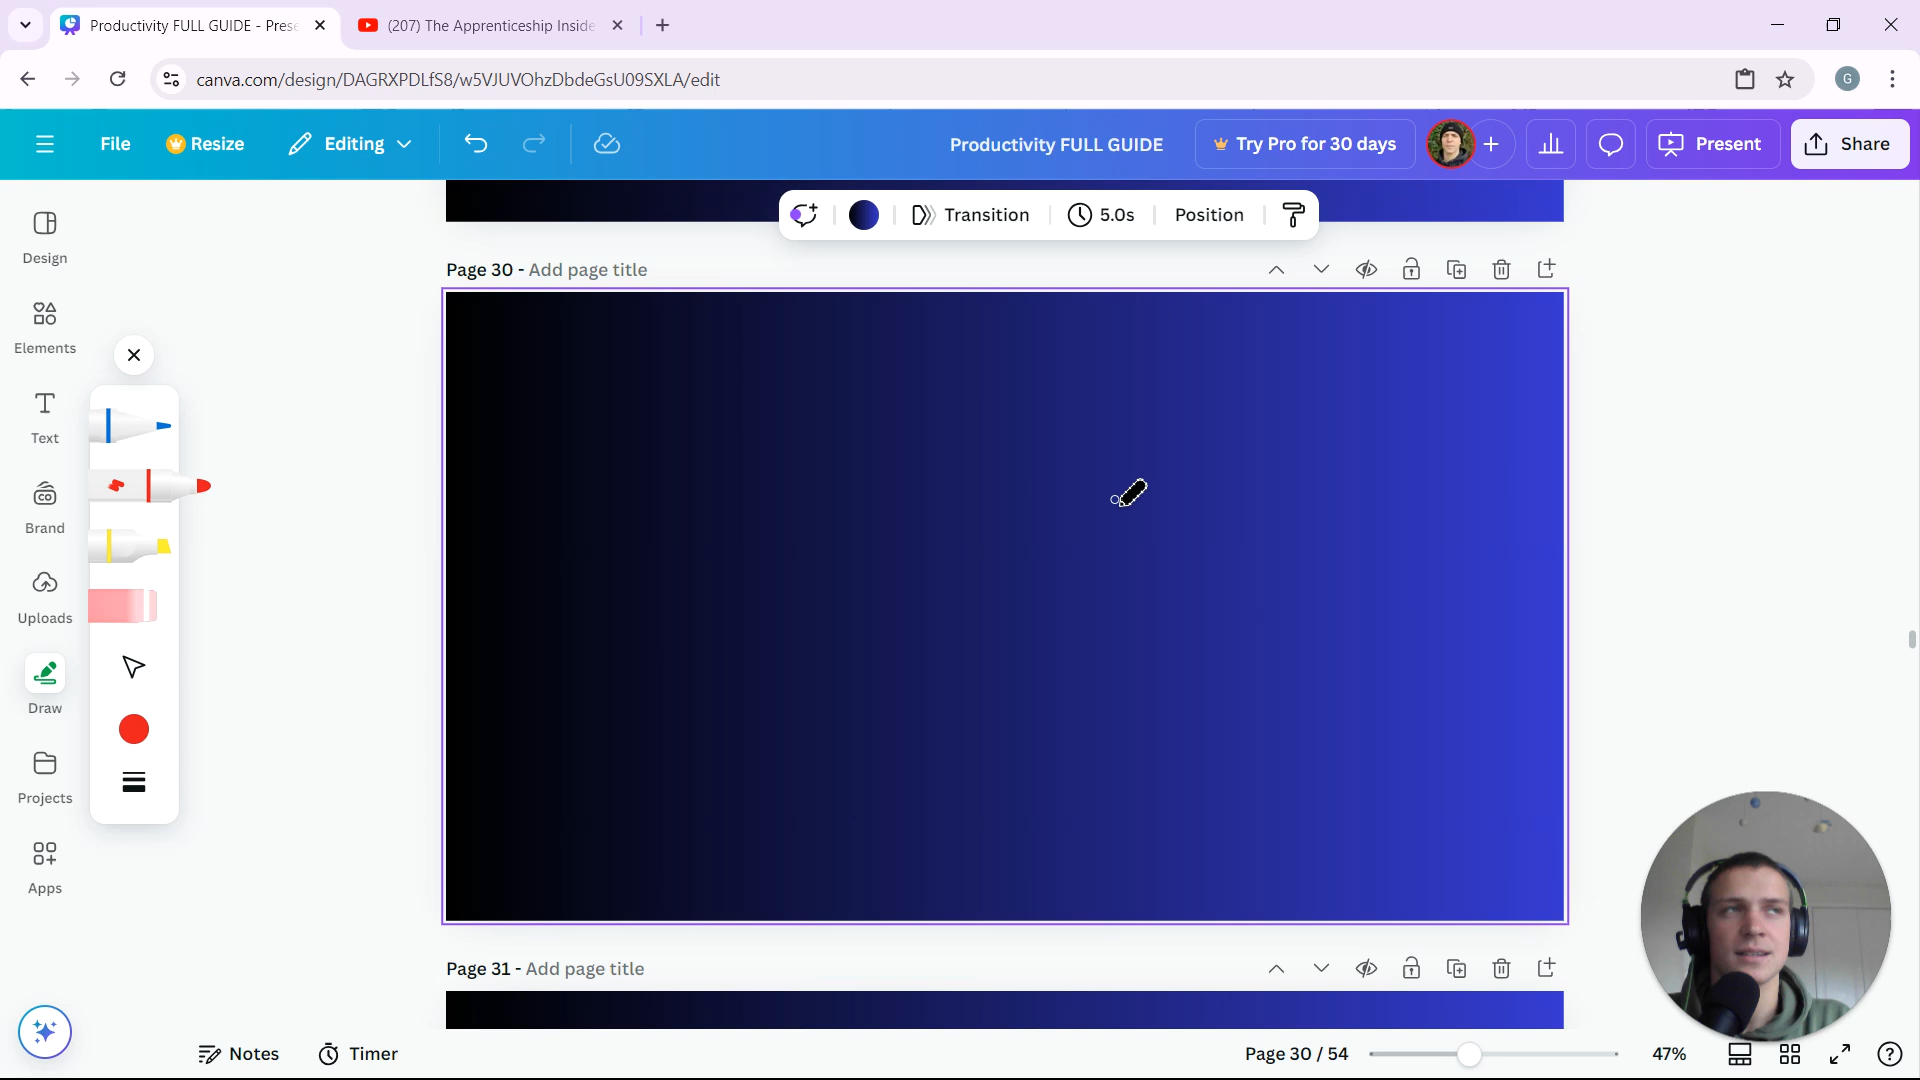 Productivity FULL GUIDE - Prese
(207) The Apprenticeship Inside
canva.com/design/DAGRXPDLfS8/w5VJUVOhzDbdeGsU09SXLA/edit
G
File
Resize
Editing
Productivity FULL GUIDE
Try Pro for 30 days
Present
Share
Transition
5.0s
Position
Design
Elements
Text
Brand
Uploads
Draw
Projects
Apps
Page 30 - Add page title
Page 31 - Add page title
Notes
Timer
Page 30 / 54
47%